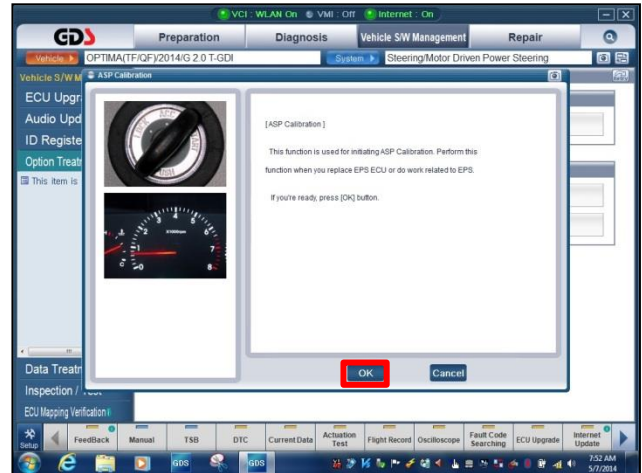 VCI : WLAN On VMI : Off Internet : On
GDS Preparation Diagnosis Vehicle S/W Management Repair
Vehicle OPTIMA(TF/QF)/2014/G 2.0 T-GDI System Steering/Motor Driven Power Steering
Vehicle S/W M
ASP Calibration
ECU Upgr
Audio Upd
ID Registe
Option Treatr
This item is
LOCK ACC
[ASP Calibration ]
This function is used for initiating ASP Calibration. Perform this
function when you replace EPS ECU or do work related to EPS.
If you're ready, press [OK] button.
OK Cancel
Data Treatn
Inspection /
ECU Mapping Verification
Setup FeedBack Manual TSB DTC Current Data Actuation Test Flight Record Oscilloscope Fault Code Searching ECU Upgrade Internet Update
GDS GDS
7:52 AM
5/7/2014